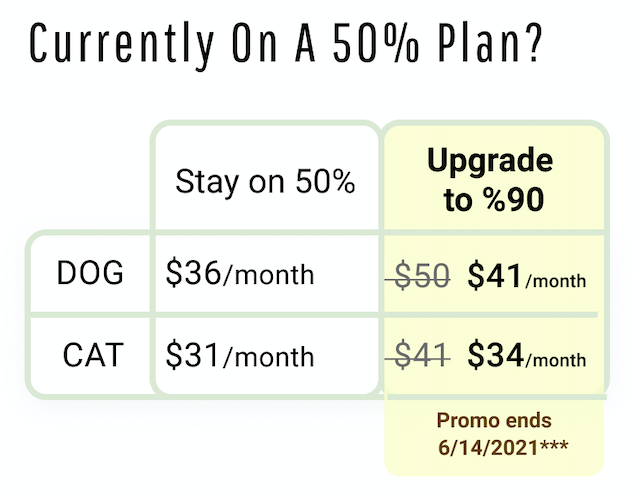 Currently On A 50% Plan?
Stay on 50%
Upgrade
to %90
DOG $36/month $50 $41/month
CAT $31/month $41 $34/month
Promo ends
6/14/2021***